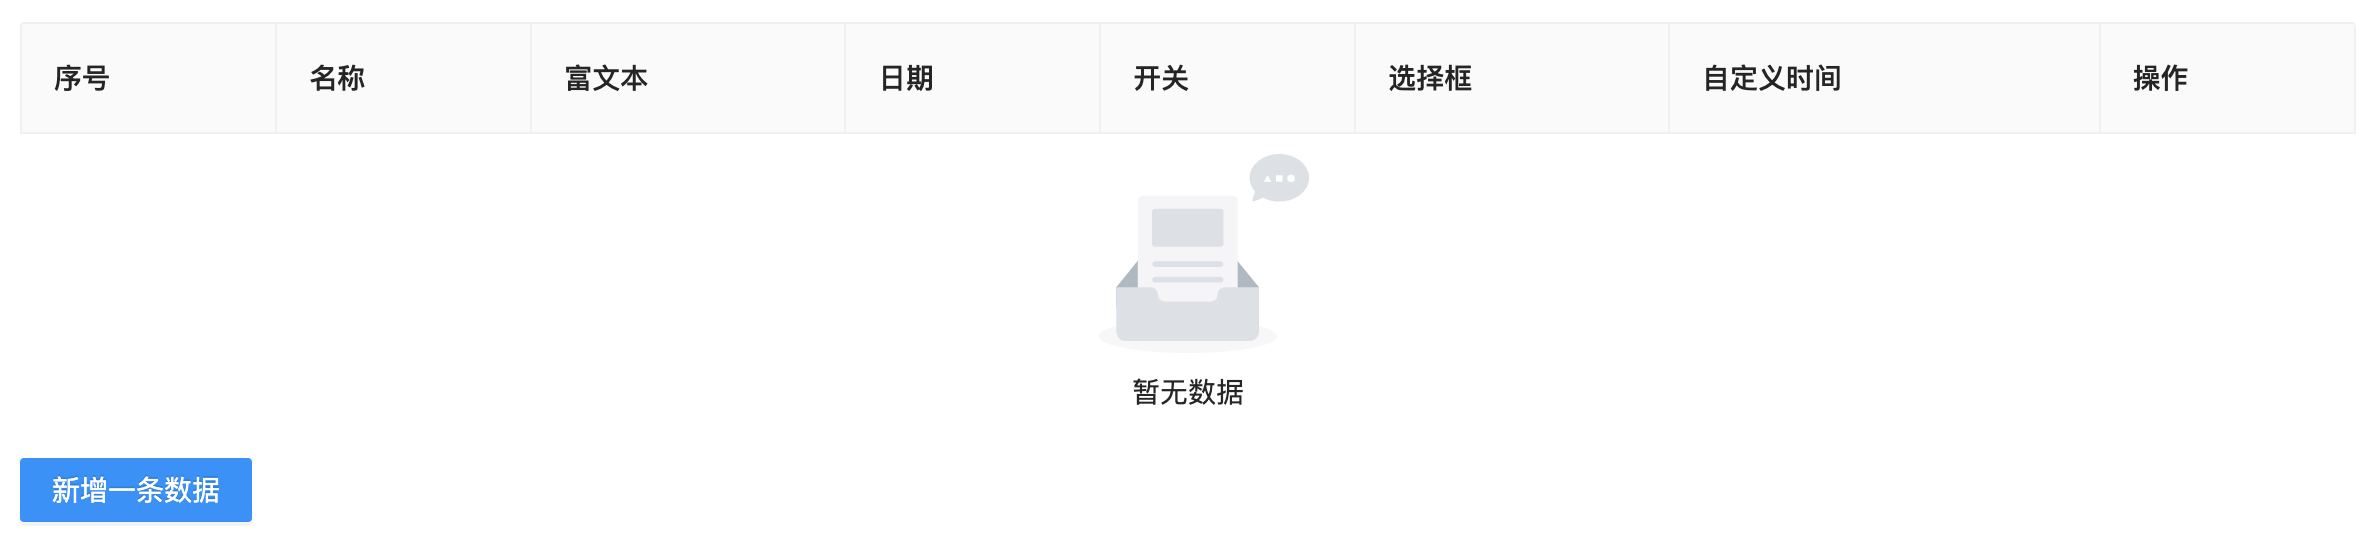 序号 名称 富文本 日期 开关 选择框 自定义时间 操作
暂无数据
新增一条数据